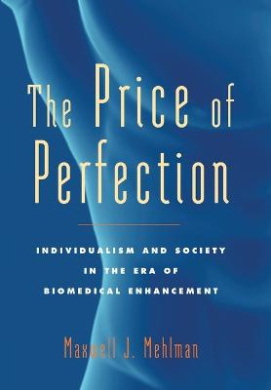 The Price of
Perfection
INDIVIDUALISM AND SOCIETY
IN THE ERA OF
BIOMEDICAL ENHANCEMENT
Maxwell J. Mehlman